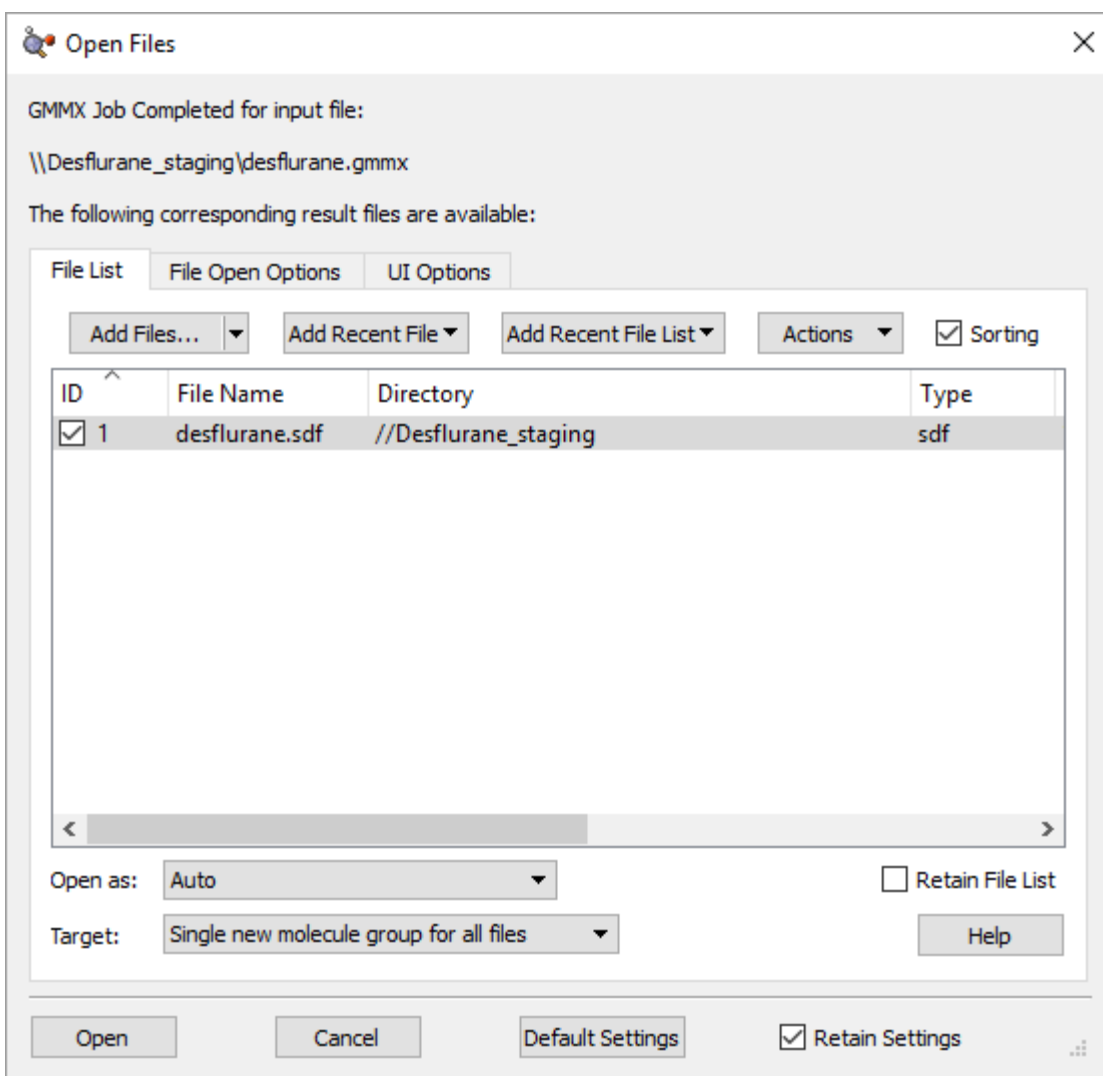 Open Files
GMMX Job Completed for input file:
\\Desflurane_staging\desflurane.gmmx
The following corresponding result files are available:
File List File Open Options UI Options
Add Files... Add Recent File Add Recent File List Actions Sorting
ID File Name Directory Type
1 desflurane.sdf //Desflurane_staging sdf
Open as: Auto Retain File List
Target: Single new molecule group for all files Help
Open Cancel Default Settings Retain Settings